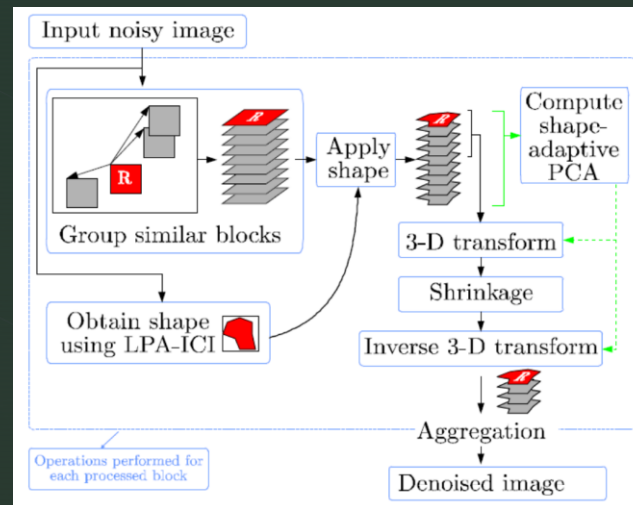 Input noisy image
R
R
Group similar blocks
Apply
shape
R
Compute
shape-
adaptive
PCA
3-D transform
Shrinkage
Obtain shape
using LPA-ICI
Inverse 3-D transform
R
Aggregation
Operations performed for
each processed block
Denoised image